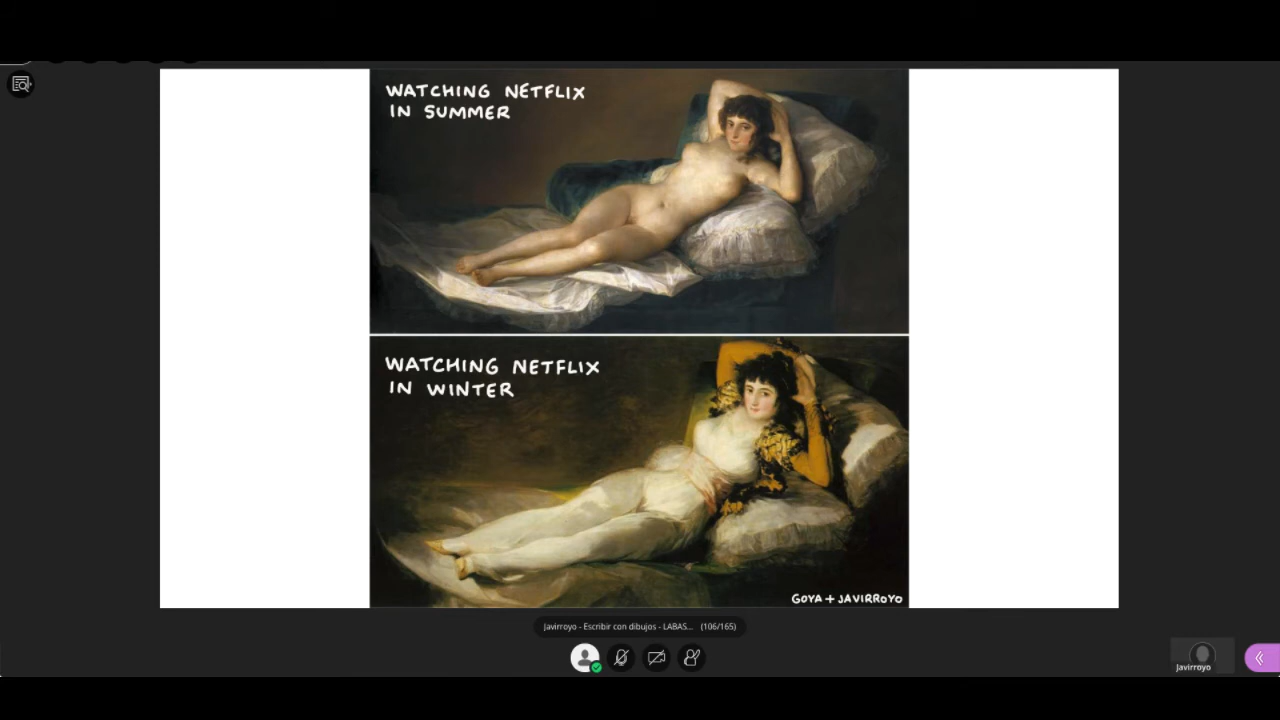 WATCHING NETFLIX
IN SUMMER
WATCHING NETFLIX
IN WINTER
GOYA + JAVIRROYO
Javirroyo - Escribir con dibujos - LABAS... (106/165)
Javirroyo